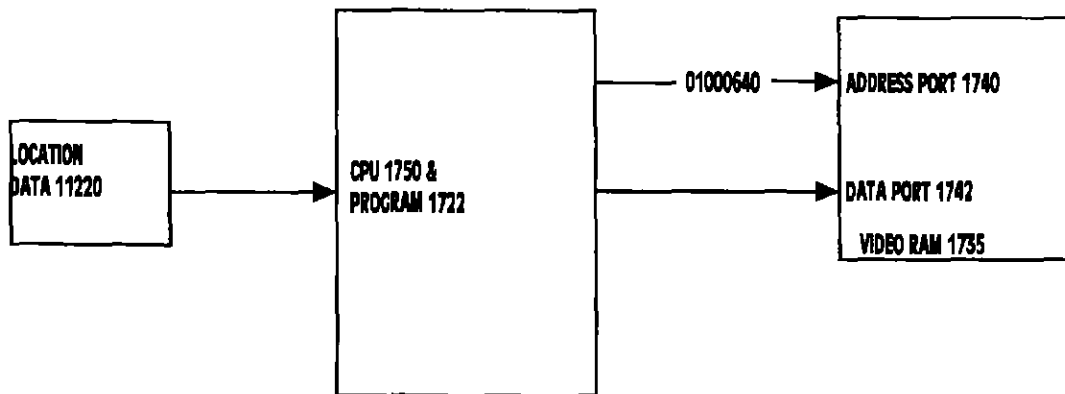 LOCATION
DATA 11220
CPU 1750 &
PROGRAM 1722
01000640
ADDRESS PORT 1740
DATA PORT 1742
VIDEO RAM 1735